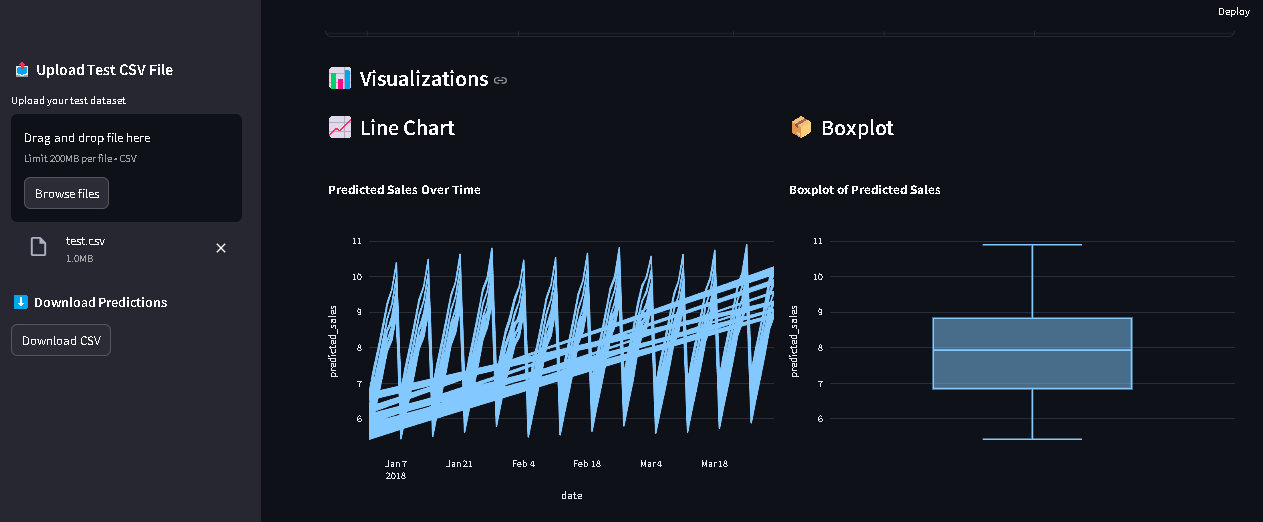 Deploy
Upload Test CSV File
Upload your test dataset
Drag and drop file here
Limit 200MB per file • CSV
Browse files
test.csv
1.0MB
Download Predictions
Download CSV
Visualizations
Line Chart
Predicted Sales Over Time
predicted_sales
11
10
9
8
7
6
Jan 7
2018
Jan 21
Feb 4
Feb 18
Mar 4
Mar 18
date
Boxplot
Boxplot of Predicted Sales
predicted_sales
11
10
9
8
7
6